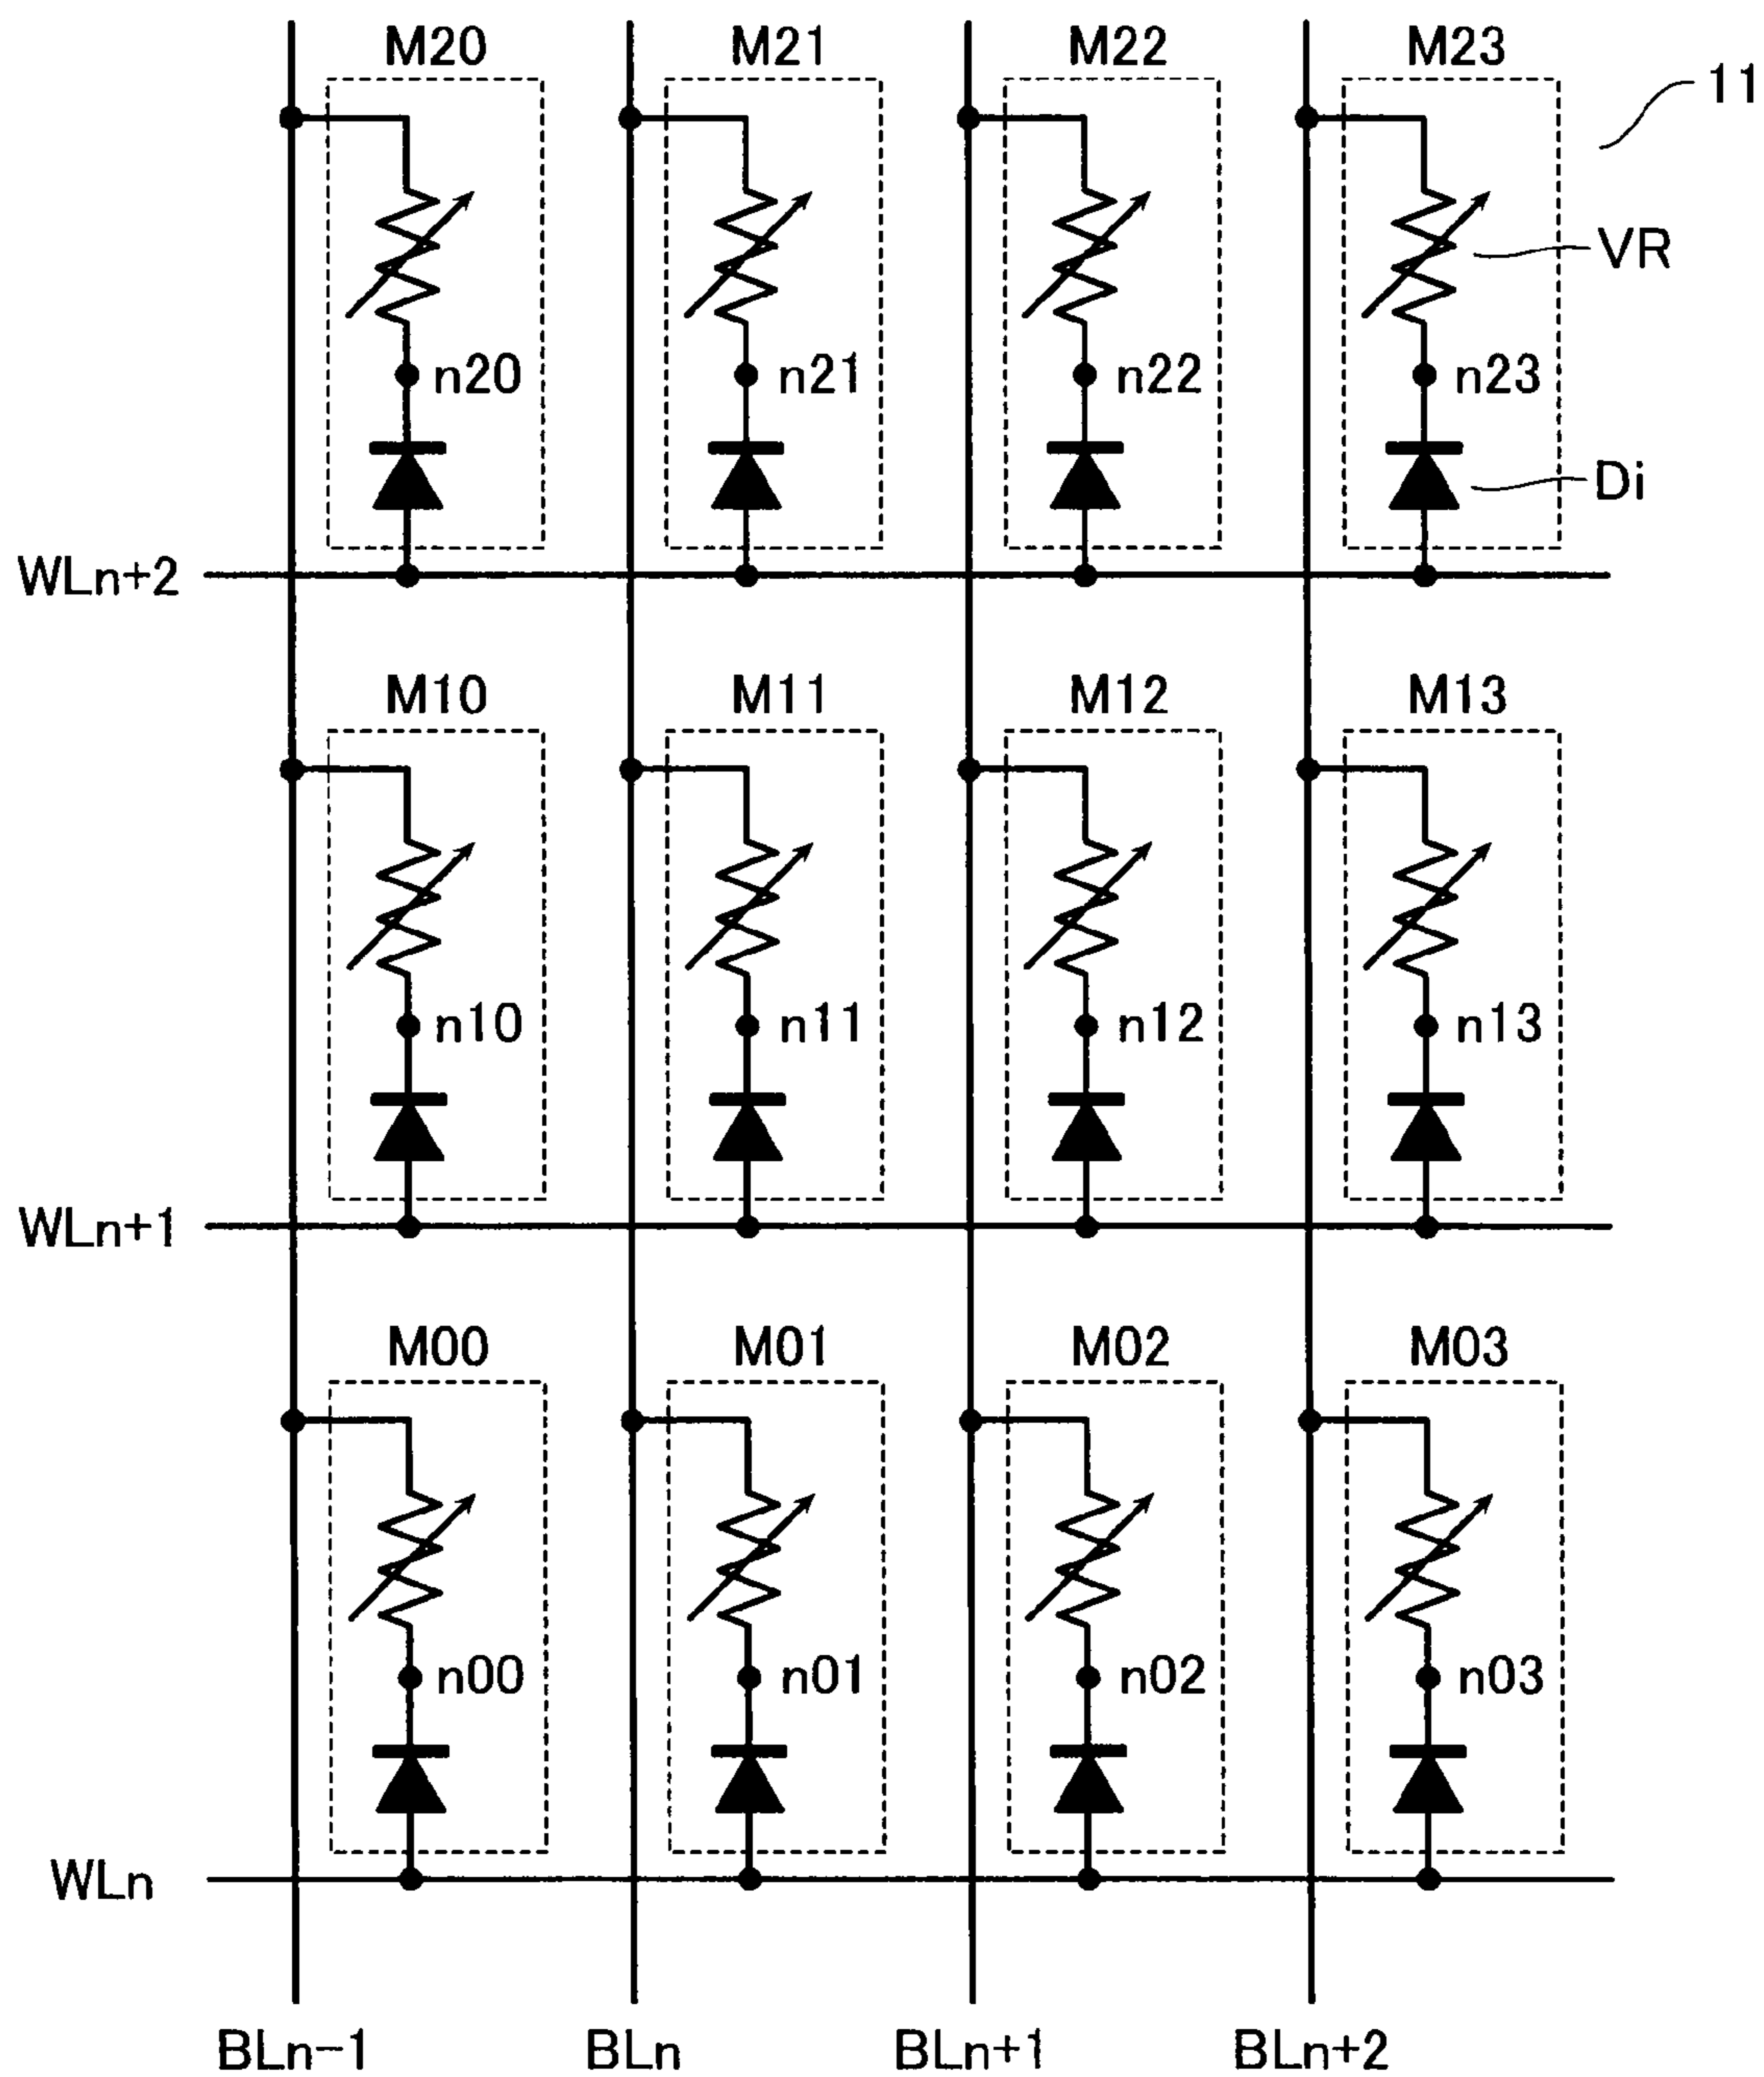 M20 M21 M22 M23
11
VR
n20 n21 n22 n23
Di
WLn+2
M10 M11 M12 M13
n10 n11 n12 n13
WLn+1
M00 M01 M02 M03
n00 n01 n02 n03
WLn
BLn-1 BLn BLn+1 BLn+2